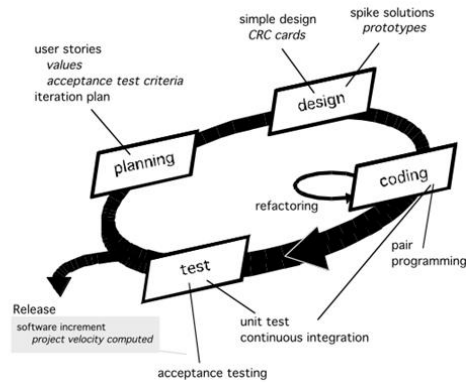 simple design
CRC cards
spike solutions
prototypes
user stories
values
acceptance test criteria
iteration plan
design
planning
coding
refactoring
pair
programming
test
unit test
continuous integration
Release
software increment
project velocity computed
acceptance testing